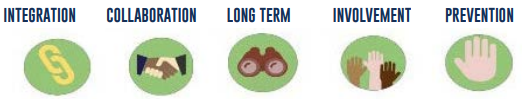 INTEGRATION COLLABORATION LONG TERM INVOLVEMENT PREVENTION